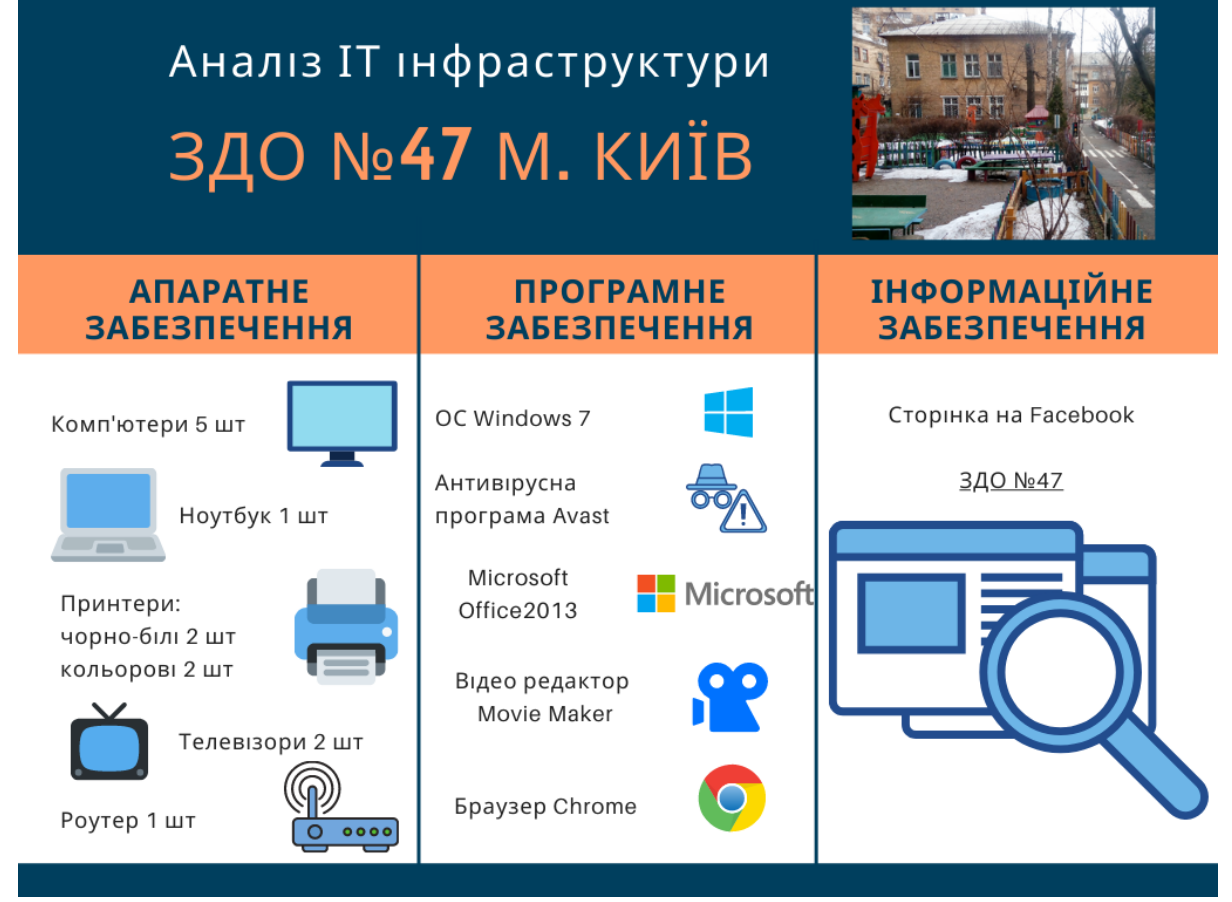 Аналіз ІТ інфраструктури
ЗДО №47 М. КИЇВ
АПАРАТНЕ
ЗАБЕЗПЕЧЕННЯ
Комп'ютери 5 шт
Ноутбук 1 шт
Принтери:
чорно-білі 2 шт
кольорові 2 шт
Телевізори 2 шт
Роутер 1 шт
ПРОГРАМНЕ
ЗАБЕЗПЕЧЕННЯ
ОС Windows 7
Антивірусна
програма Avast
Microsoft
Office2013
Microsoft
Відео редактор
Movie Maker
Браузер Chrome
ІНФОРМАЦІЙНЕ
ЗАБЕЗПЕЧЕННЯ
Сторінка на Facebook
ЗДО №47